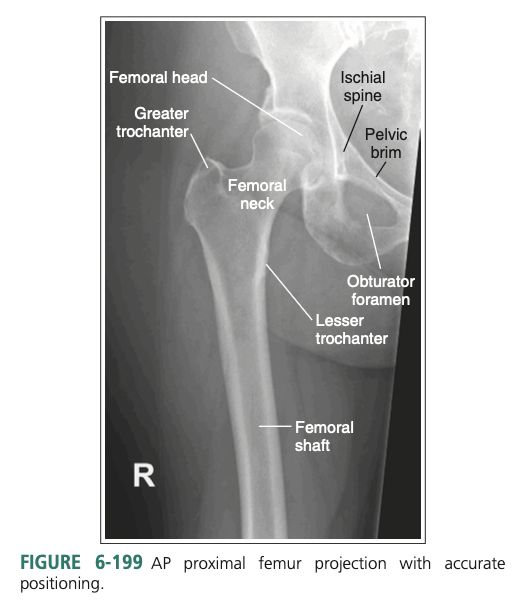 Femoral head
Ischial
spine
Greater
trochanter
Pelvic
brim
Femoral
neck
Obturator
foramen
Lesser
trochanter
Femoral
shaft
R
FIGURE 6-199 AP proximal femur projection with accurate
positioning.